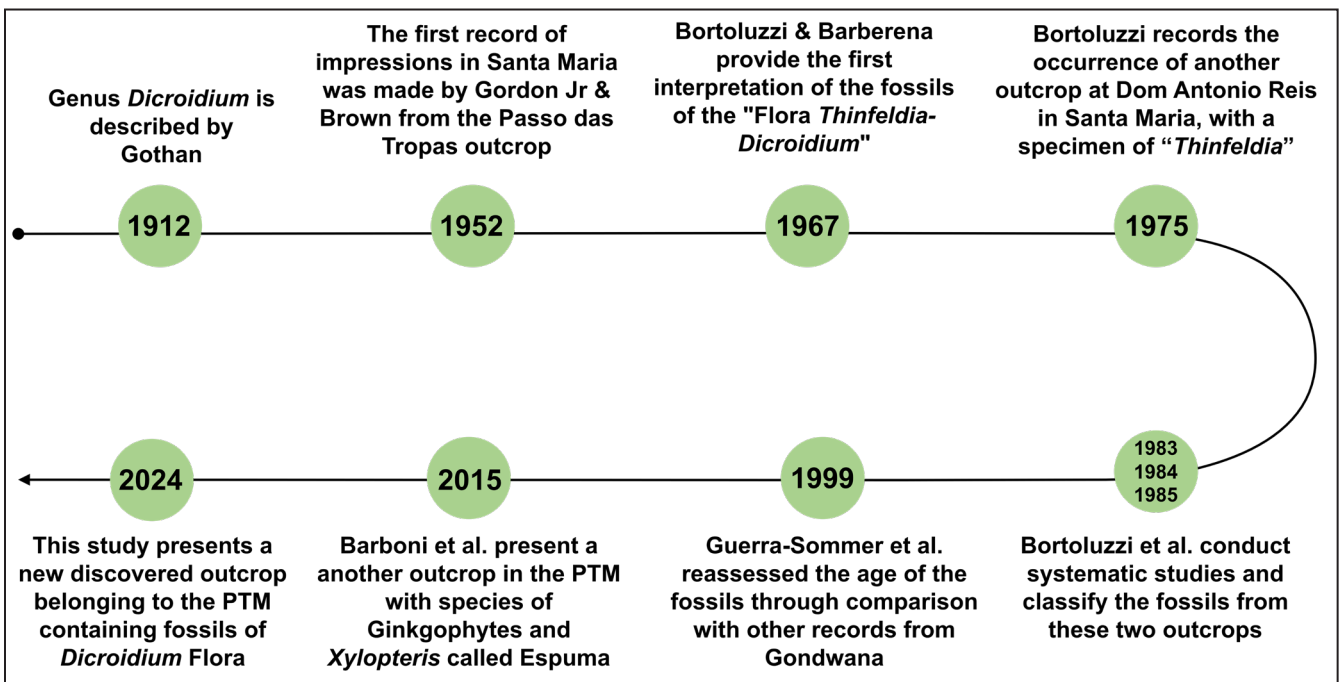 Genus Dicroidium is
described by
Gothan
1912
The first record of
impressions in Santa Maria
was made by Gordon Jr &
Brown from the Passo das
Tropas outcrop
1952
Bortoluzzi & Barberena
provide the first
interpretation of the fossils
of the "Flora Thinfeldia-
Dicroidium"
1967
Bortoluzzi records the
occurrence of another
outcrop at Dom Antonio Reis
in Santa Maria, with a
specimen of “Thinfeldia”
1975
1983
1984
1985
Bortoluzzi et al. conduct
systematic studies and
classify the fossils from
these two outcrops
1999
Guerra-Sommer et al.
reassessed the age of the
fossils through comparison
with other records from
Gondwana
2015
Barboni et al. present a
another outcrop in the PTM
with species of
Ginkgophytes and
Xylopteris called Espuma
2024
This study presents a
new discovered outcrop
belonging to the PTM
containing fossils of
Dicroidium Flora